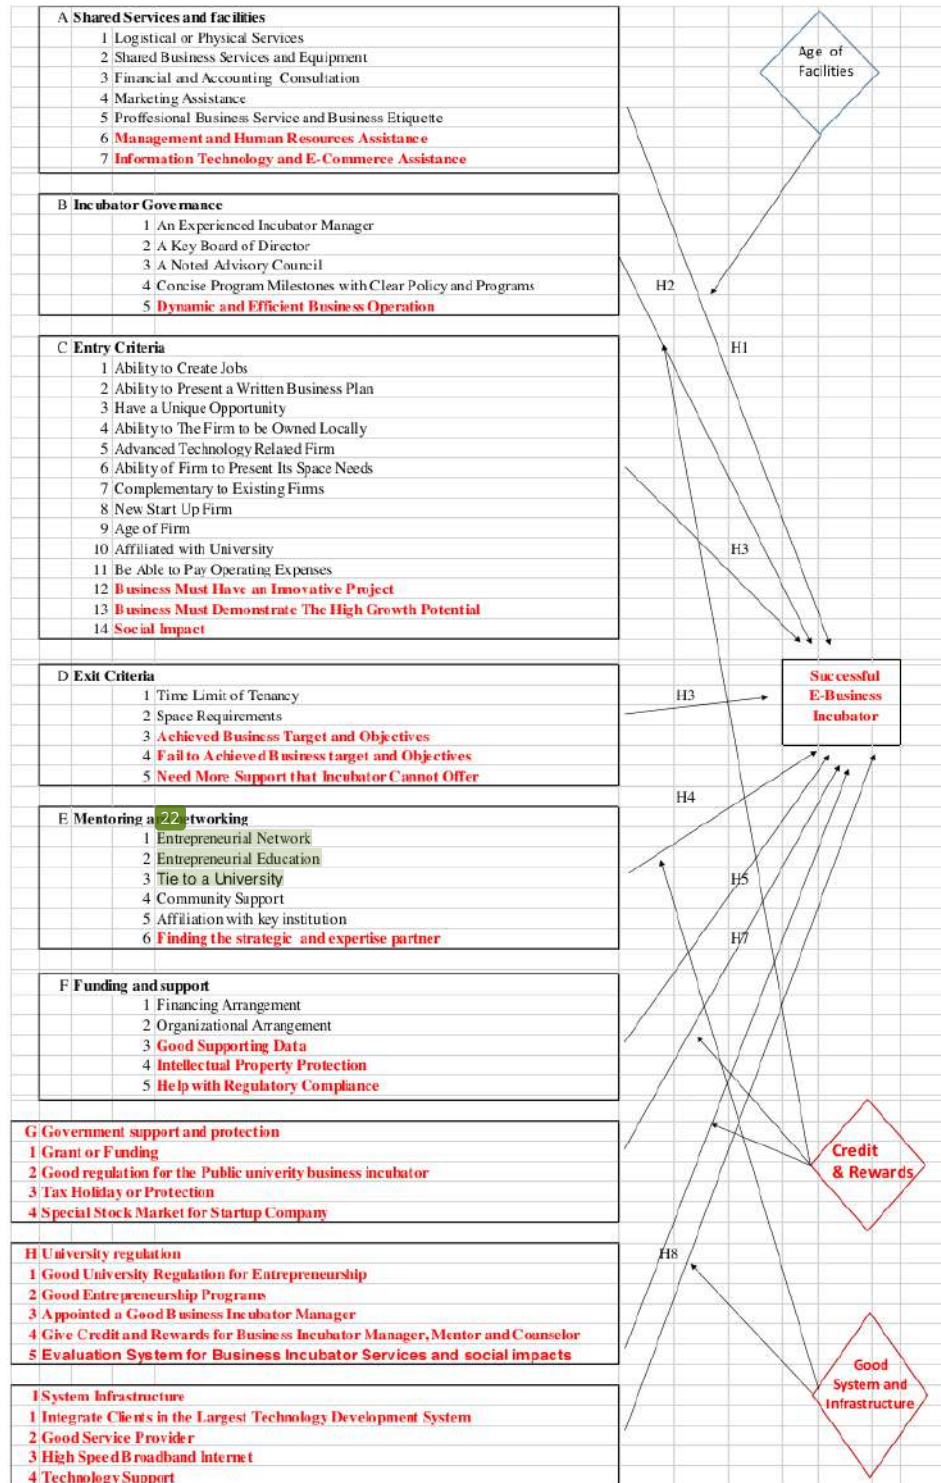 A Shared Services and facilities
1 Logistical or Physical Services
2 Shared Business Services and Equipment
3 Financial and Accounting Consultation
4 Marketing Assistance
5 Proffesional Business Service and Business Etiquette
6 Management and Human Resources Assistance
7 Information Technology and E-Commerce Assistance
Age of
Facilities
B Incubator Governance
1 An Experienced Incubator Manager
2 A Key Board of Director
3 A Noted Advisory Council
4 Concise Program Milestones with Clear Policy and Programs
5 Dynamic and Efficient Business Operation
H2
H1
C Entry Criteria
1 Ability to Create Jobs
2 Ability to Present a Written Business Plan
3 Have a Unique Opportunity
4 Ability to The Firm to be Owned Locally
5 Advanced Technology Related Firm
6 Ability of Firm to Present Its Space Needs
7 Complementary to Existing Firms
8 New Start Up Firm
9 Age of Firm
10 Affiliated with University
11 Be Able to Pay Operating Expenses
12 Business Must Have an Innovative Project
13 Business Must Demonstrate The High Growth Potential
14 Social Impact
H3
D Exit Criteria
1 Time Limit of Tenancy
2 Space Requirements
3 Achieved Business Target and Objectives
4 Fail to Achieved Business target and Objectives
5 Need More Support that Incubator Cannot Offer
H3
Successful
E-Business
Incubator
H4
E Mentoring a 22 etworking
1 Entrepreneurial Network
2 Entrepreneurial Education
3 Tie to a University
4 Community Support
5 Affiliation with key institution
6 Finding the strategic and expertise partner
H5
H7
F Funding and support
1 Financing Arrangement
2 Organizational Arrangement
3 Good Supporting Data
4 Intellectual Property Protection
5 Help with Regulatory Compliance
G Government support and protection
1 Grant or Funding
2 Good regulation for the Public univerity business incubator
3 Tax Holiday or Protection
4 Special Stock Market for Startup Company
Credit
& Rewards
H University regulation
1 Good University Regulation for Entrepreneurship
2 Good Entrepreneurship Programs
3 Appointed a Good Business Incubator Manager
4 Give Credit and Rewards for Business Incubator Manager, Mentor and Counselor
5 Evaluation System for Business Incubator Services and social impacts
H8
I System Infrastructure
1 Integrate Clients in the Largest Technology Development System
2 Good Service Provider
3 High Speed Broadband Internet
4 Technology Support
Good
System and
Infrastructure